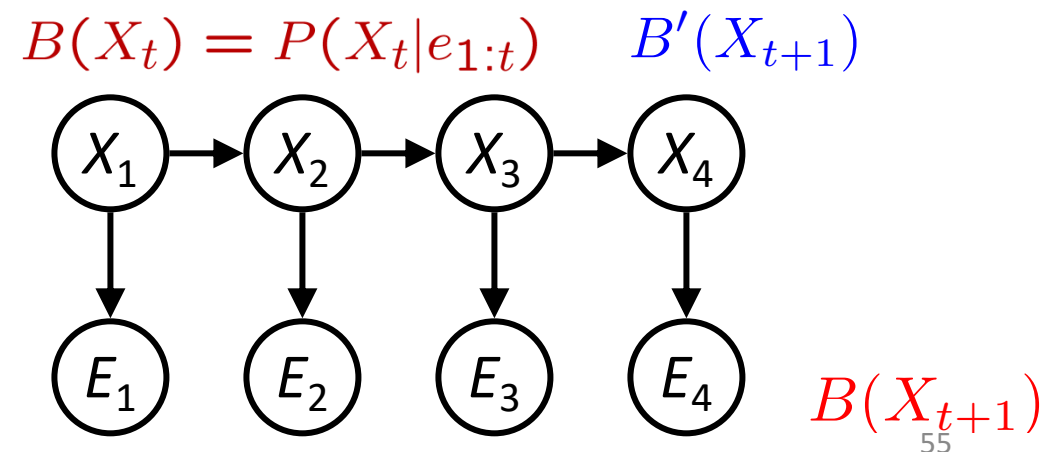 B(X_t) = P(X_t|e_{1:t}) B'(X_{t+1})
X_1 X_2 X_3 X_4
E_1 E_2 E_3 E_4
B(X_{t+1})
55